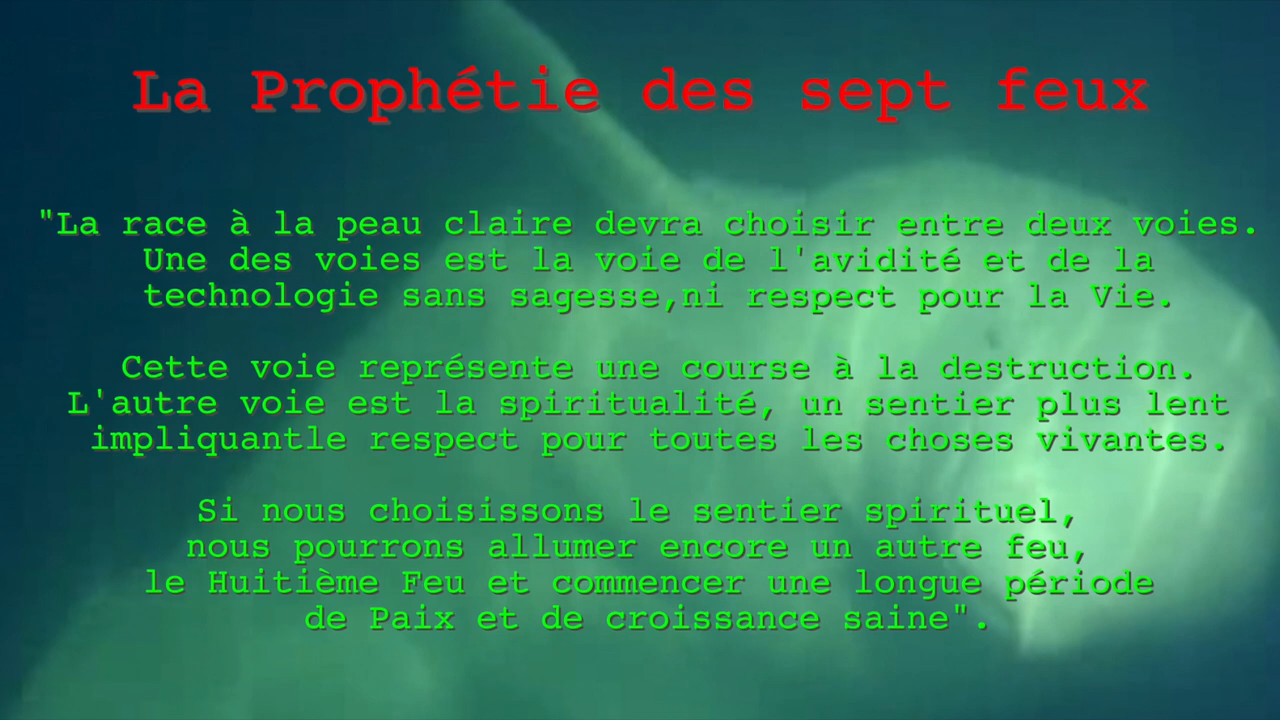 La Prophétie des sept feux
"La race à la peau claire devra choisir entre deux voies.
Une des voies est la voie de l'avidité et de la
technologie sans sagesse,ni respect pour la Vie.
Cette voie représente une course à la destruction.
L'autre voie est la spiritualité, un sentier plus lent
impliquantle respect pour toutes les choses vivantes.
Si nous choisissons le sentier spirituel,
nous pourrons allumer encore un autre feu,
le Huitième Feu et commencer une longue période
de Paix et de croissance saine".